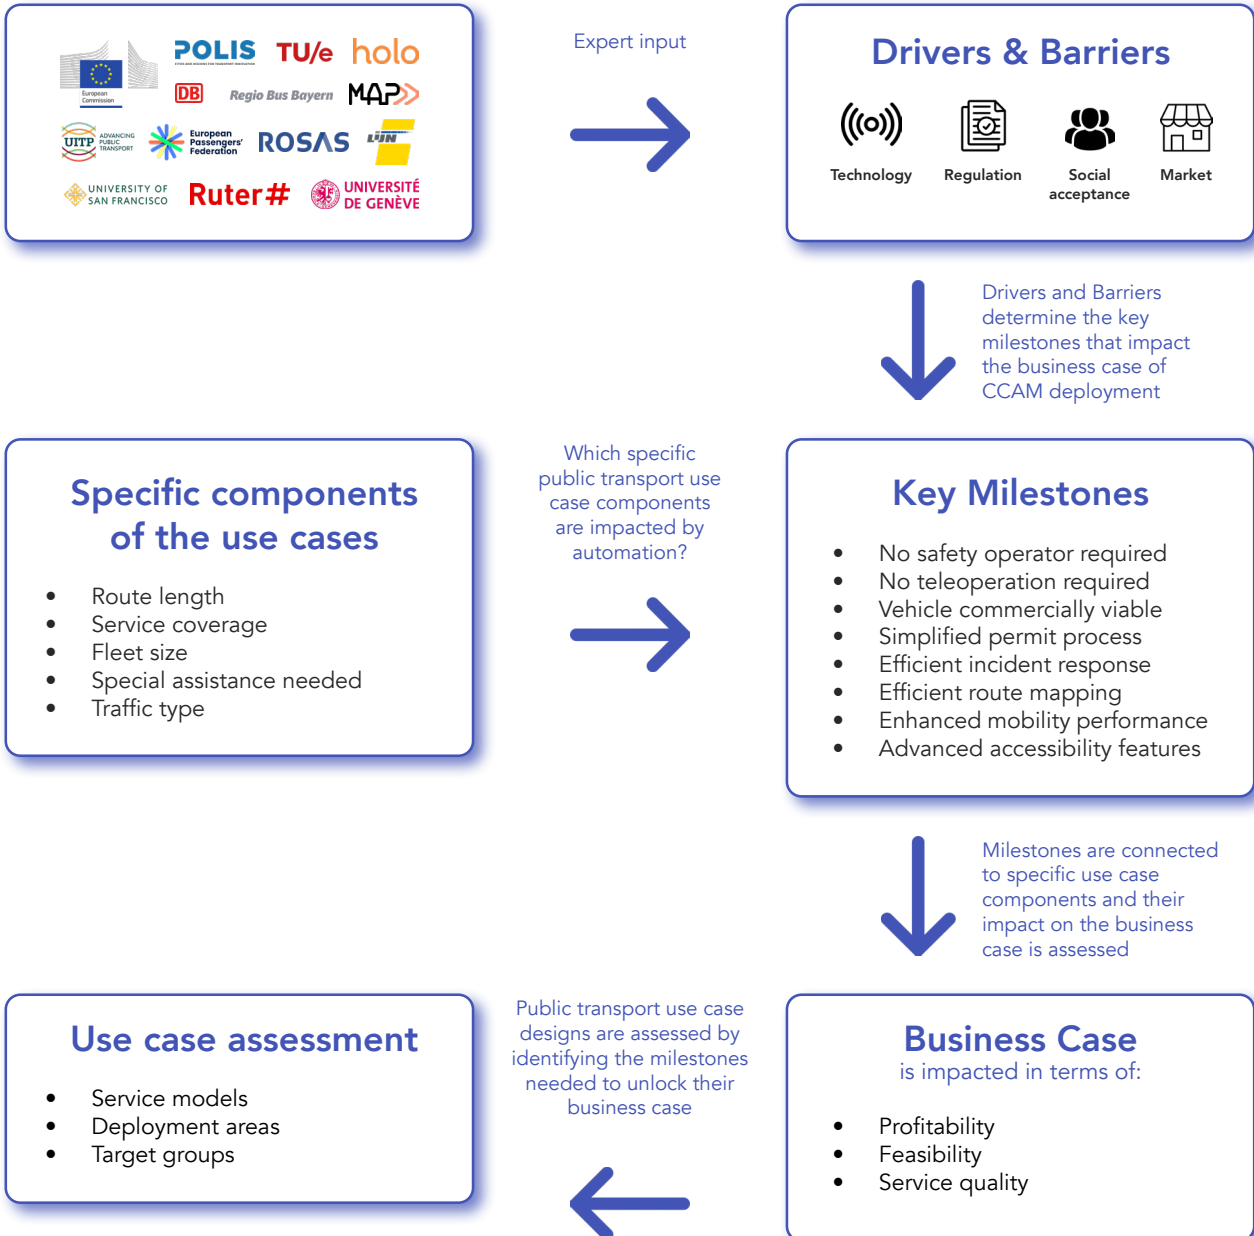 European
Commission
POLIS
CITIES AND REGIONS FOR TRANSPORT INNOVATION
TU/e
holo
DB
Regio Bus Bayern
MAP
UITP
ADVANCING
PUBLIC
TRANSPORT
European
Passengers'
Federation
ROSAS
LIJN
UNIVERSITY OF
SAN FRANCISCO
Ruter#
UNIVERSITÉ
DE GENÈVE
Expert input
Drivers & Barriers
Technology
Regulation
Social
acceptance
Market
Drivers and Barriers
determine the key
milestones that impact
the business case of
CCAM deployment
Specific components
of the use cases
• Route length
• Service coverage
• Fleet size
• Special assistance needed
• Traffic type
Which specific
public transport use
case components
are impacted by
automation?
Key Milestones
• No safety operator required
• No teleoperation required
• Vehicle commercially viable
• Simplified permit process
• Efficient incident response
• Efficient route mapping
• Enhanced mobility performance
• Advanced accessibility features
Milestones are connected
to specific use case
components and their
impact on the business
case is assessed
Use case assessment
• Service models
• Deployment areas
• Target groups
Public transport use case
designs are assessed by
identifying the milestones
needed to unlock their
business case
Business Case
is impacted in terms of:
• Profitability
• Feasibility
• Service quality